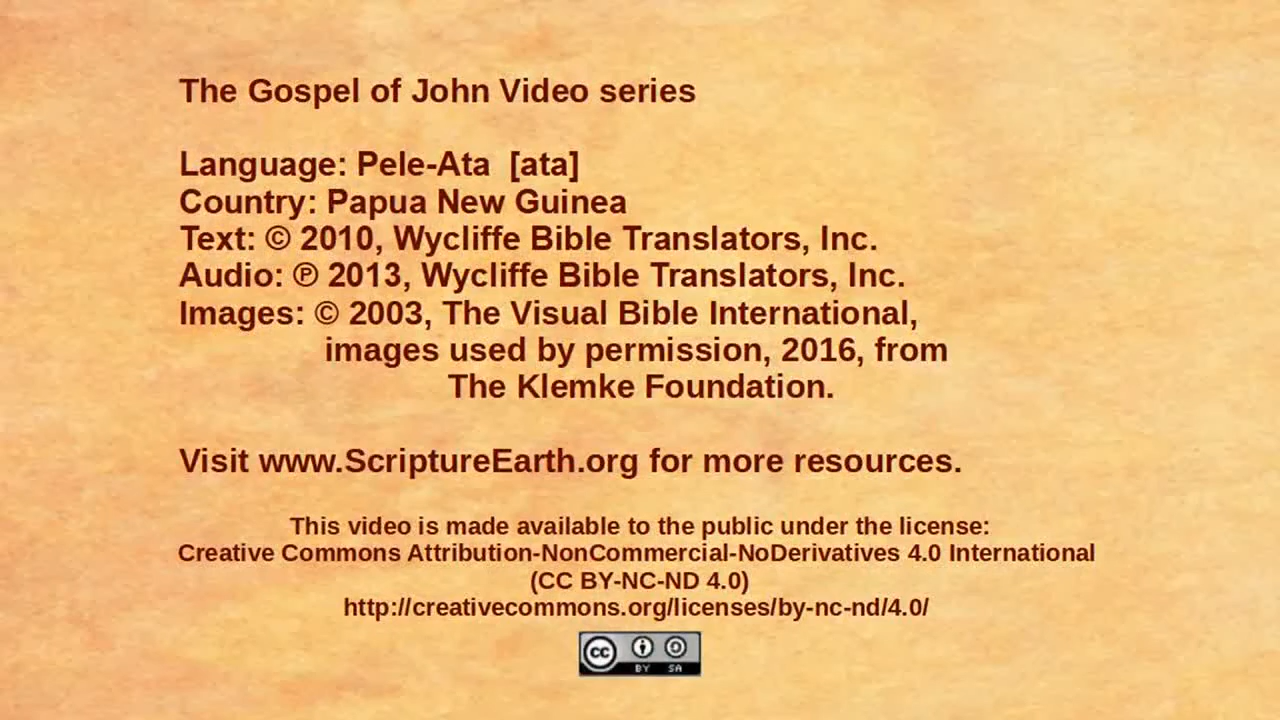 The Gospel of John Video series
Language: Pele-Ata [ata]
Country: Papua New Guinea
Text: © 2010, Wycliffe Bible Translators, Inc.
Audio: ℗ 2013, Wycliffe Bible Translators, Inc.
Images: © 2003, The Visual Bible International,
images used by permission, 2016, from
The Klemke Foundation.
Visit www.ScriptureEarth.org for more resources.
This video is made available to the public under the license:
Creative Commons Attribution-NonCommercial-NoDerivatives 4.0 International
(CC BY-NC-ND 4.0)
http://creativecommons.org/licenses/by-nc-nd/4.0/
cc BY SA